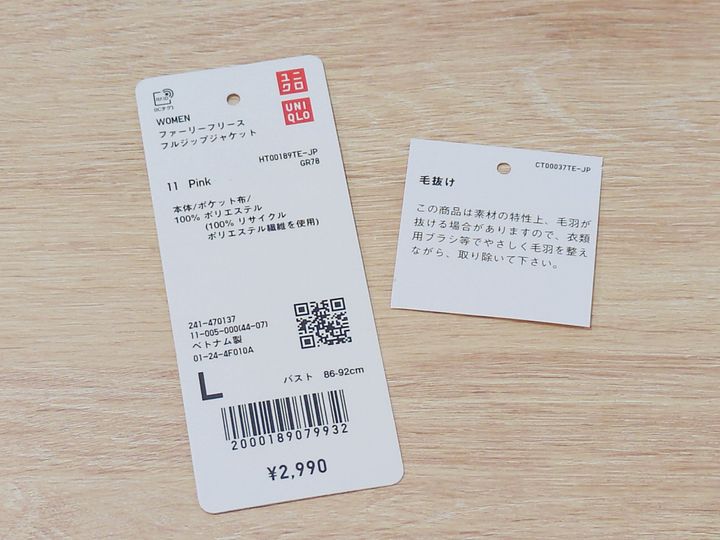 ユニ
クロ
UNI
QLO
RFID
(ICタグ)
WOMEN
ファーリーフリース
フルジップジャケット
HT00189TE-JP
GR78
11 Pink
本体/ポケット布/
100% ポリエステル
(100% リサイクル
ポリエステル繊維を使用)
241-470137
11-005-000(44-07)
ベトナム製
01-24-4F010A
L
バスト 86-92cm
2000189079932
¥2,990
CT00037TE-JP
毛抜け
この商品は素材の特性上、毛羽が
抜ける場合がありますので、衣類
用ブラシ等でやさしく毛羽を整え
ながら、取り除いて下さい。